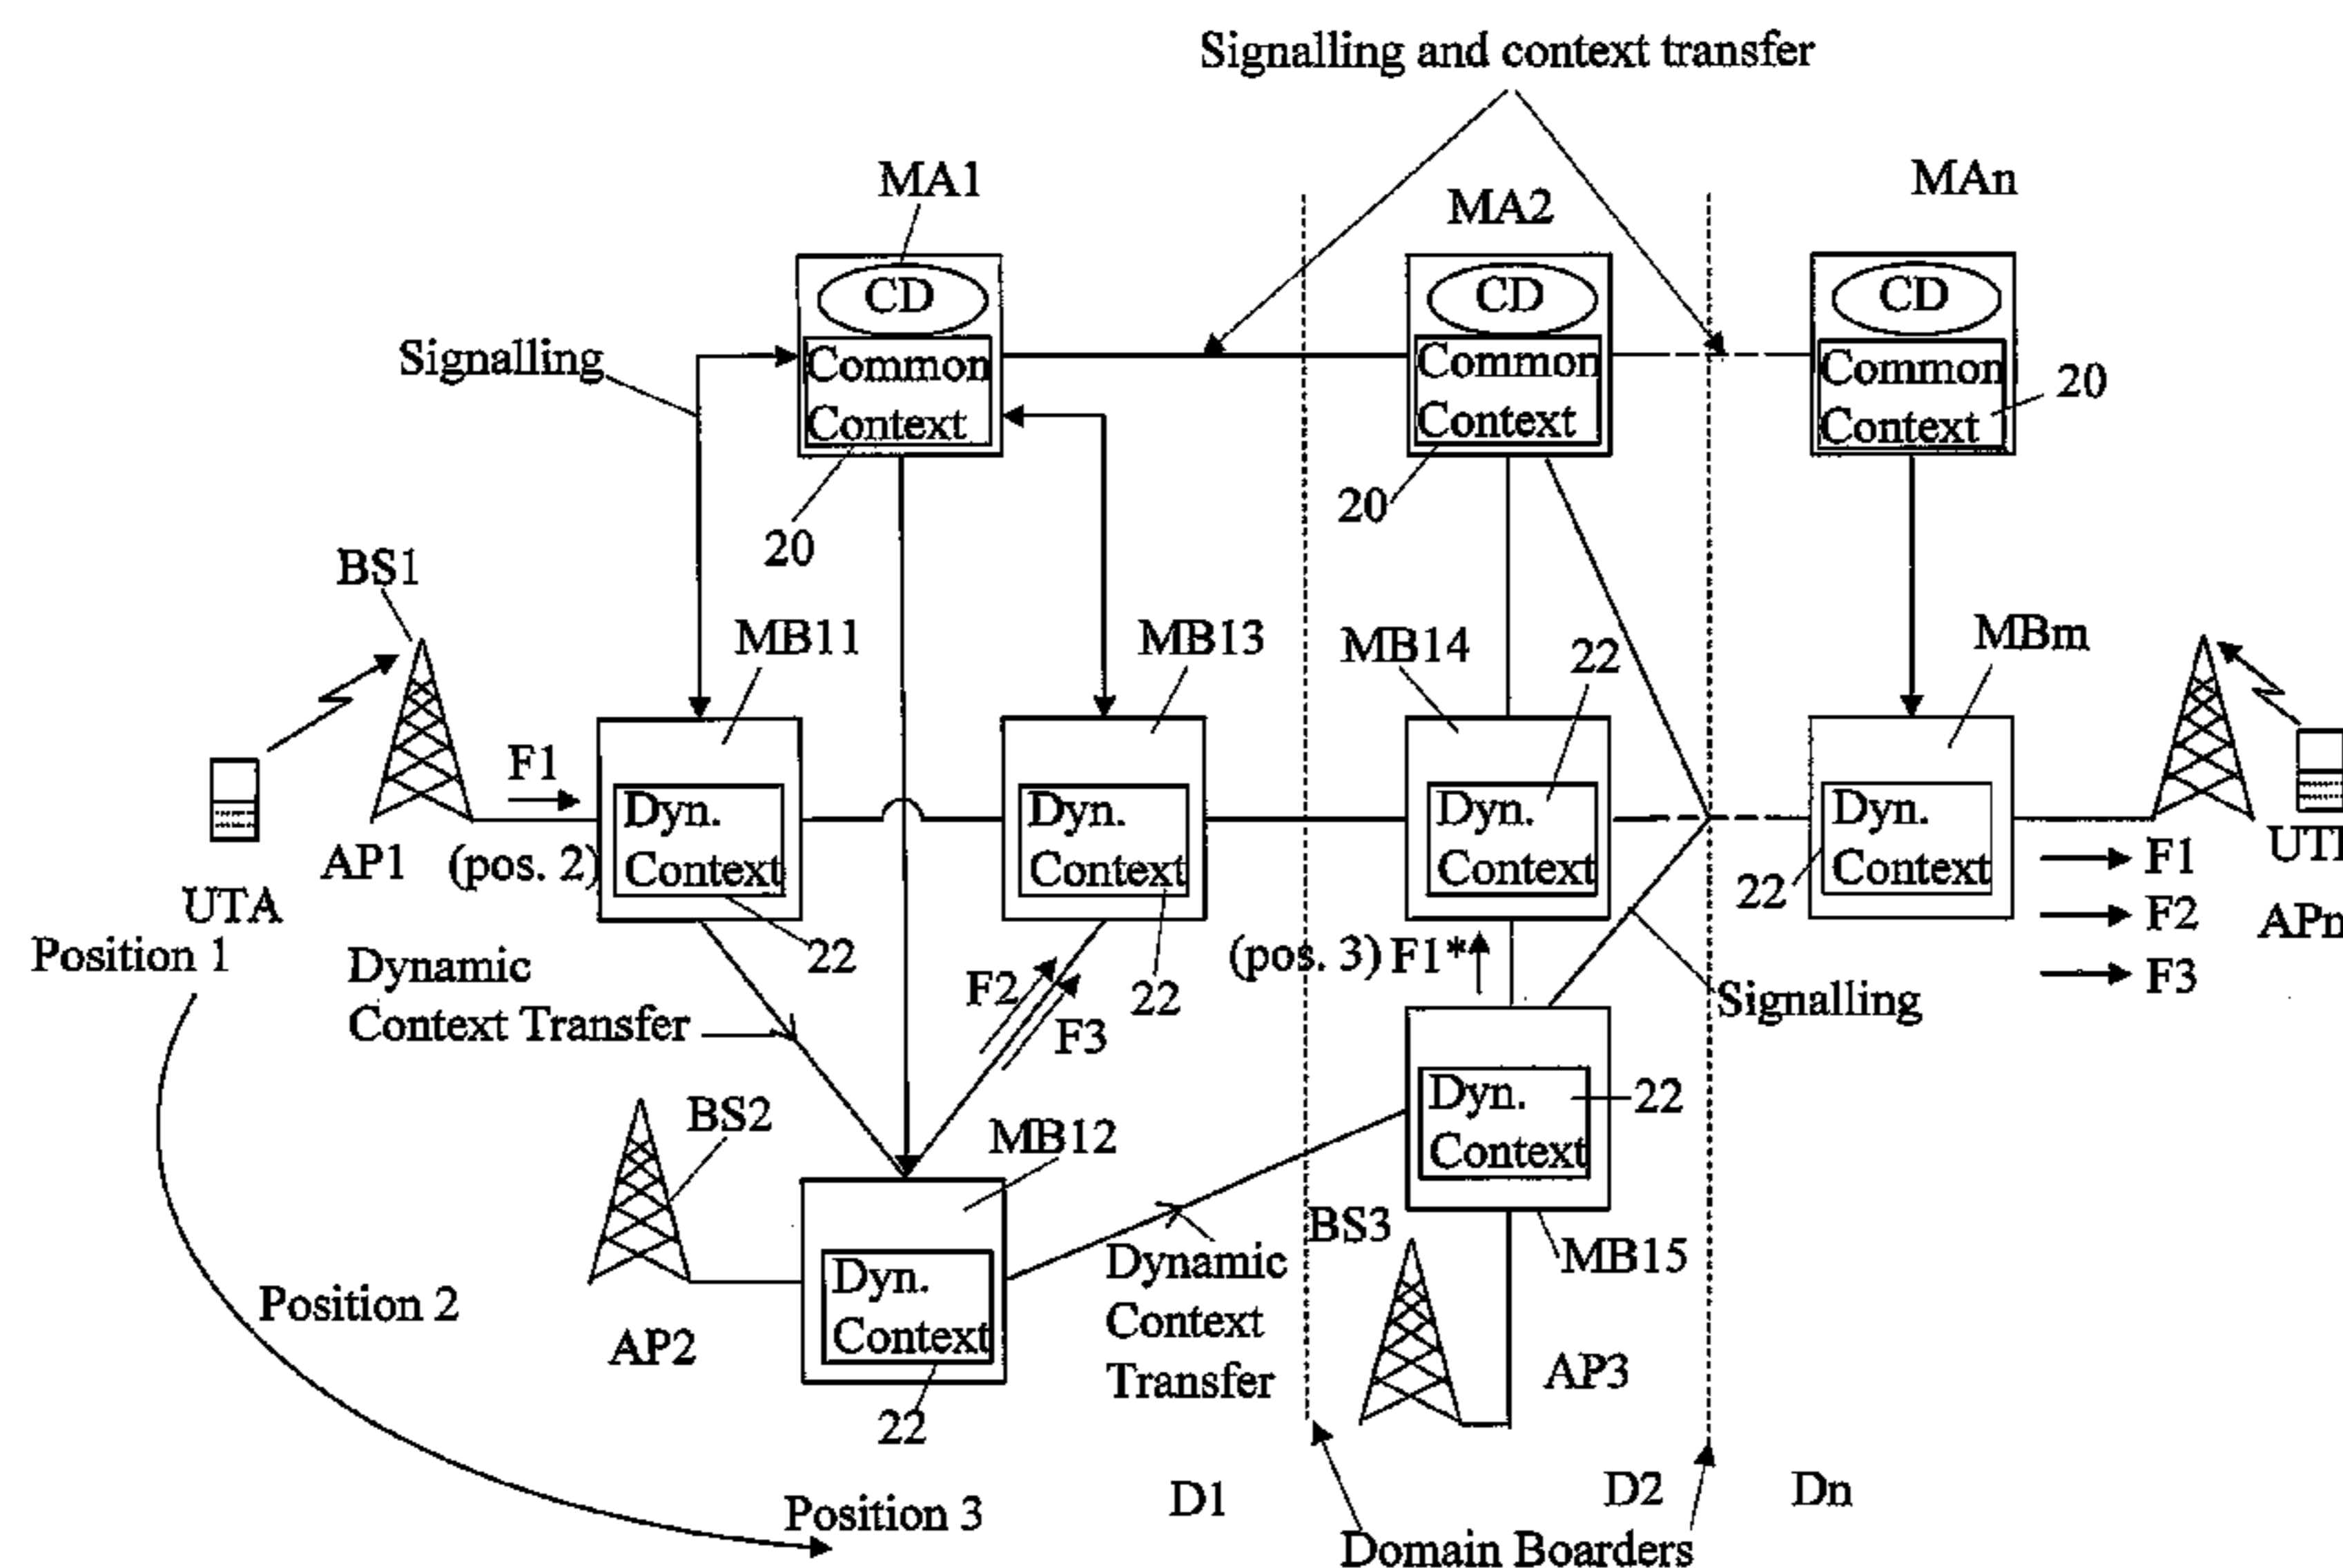 Signalling and context transfer
MA1
MA2
MAn
CD
Common
Context
CD
Common
Context
CD
Common
Context
Signalling
20
20
20
BS1
MB11
MB13
MB14
22
MBm
F1
Dyn.
Context
Dyn.
Context
Dyn.
Context
Dyn.
Context
AP1
(pos. 2)
UTA
Position 1
22
22
22
F1
F2
F3
APn
Dynamic
Context Transfer
F2
F3
(pos. 3) F1*
Signalling
BS2
MB12
Dyn.
Context
22
BS3
MB15
Dynamic
Context
Transfer
Dyn.
Context
22
Position 2
AP2
AP3
Position 3
D1
D2
Dn
Domain Boarders